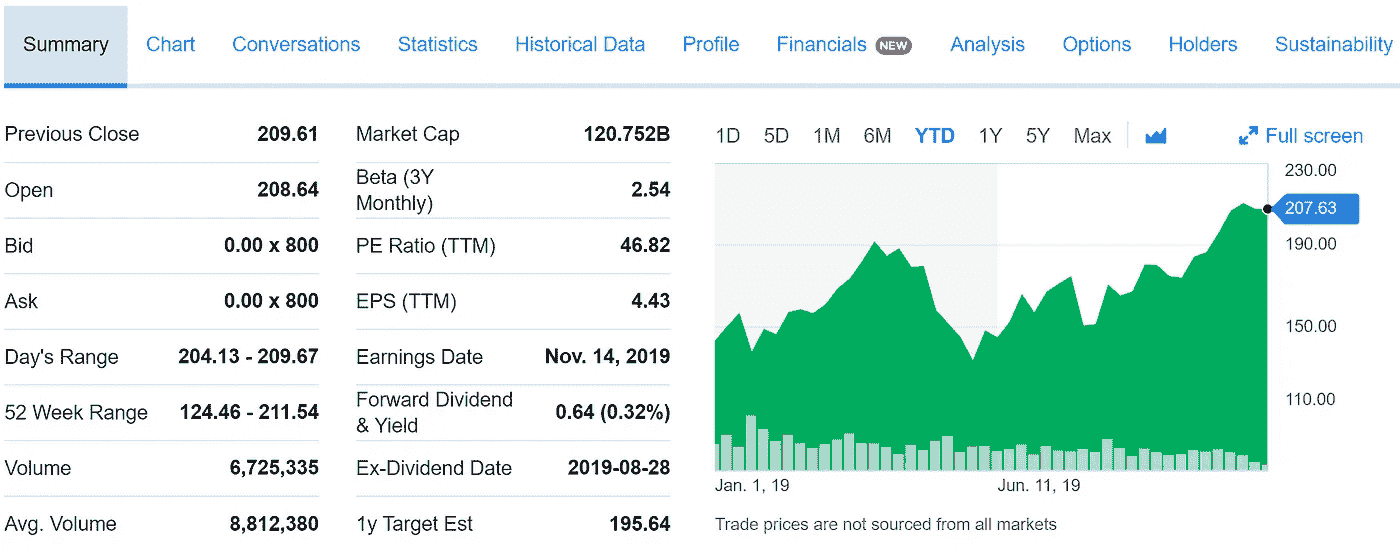 Summary Chart Conversations Statistics Historical Data Profile Financials NEW Analysis Options Holders Sustainability
Previous Close 209.61
Open 208.64
Bid 0.00 x 800
Ask 0.00 x 800
Day's Range 204.13 - 209.67
52 Week Range 124.46 - 211.54
Volume 6,725,335
Avg. Volume 8,812,380
Market Cap 120.752B
Beta (3Y
Monthly) 2.54
PE Ratio (TTM) 46.82
EPS (TTM) 4.43
Earnings Date Nov. 14, 2019
Forward Dividend
& Yield 0.64 (0.32%)
Ex-Dividend Date 2019-08-28
1y Target Est 195.64
1D 5D 1M 6M YTD 1Y 5Y Max Full screen
230.00
207.63
190.00
150.00
110.00
Jan. 1, 19 Jun. 11, 19
Trade prices are not sourced from all markets